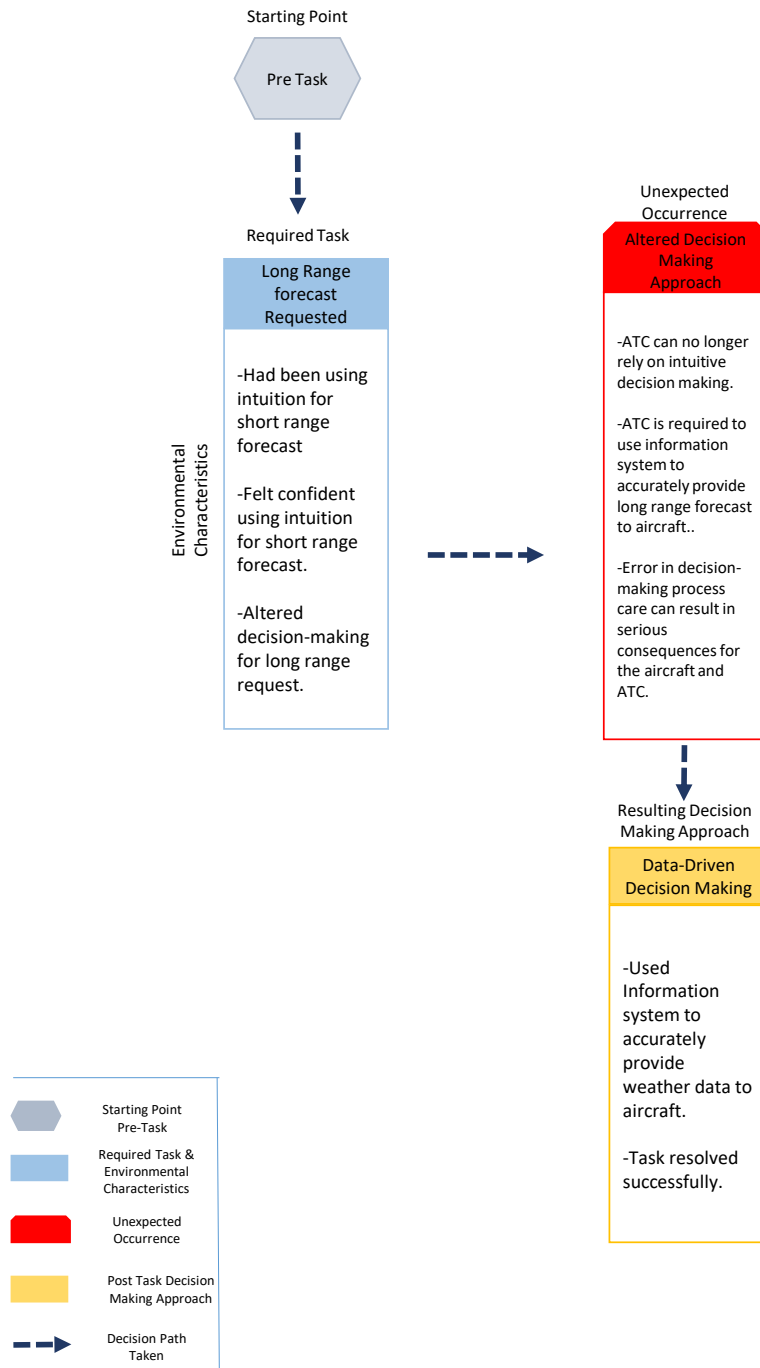 Starting Point
Pre Task
Required Task
Long Range
forecast
Requested
Environmental
Characteristics
-Had been using
intuition for
short range
forecast
-Felt confident
using intuition
for short range
forecast.
-Altered
decision-making
for long range
request.
Unexpected
Occurrence
Altered Decision
Making
Approach
-ATC can no longer
rely on intuitive
decision making.
-ATC is required to
use information
system to
accurately provide
long range forecast
to aircraft..
-Error in decision-
making process
care can result in
serious
consequences for
the aircraft and
ATC.
Resulting Decision
Making Approach
Data-Driven
Decision Making
-Used
Information
system to
accurately
provide
weather data to
aircraft.
-Task resolved
successfully.
Starting Point
Pre-Task
Required Task &
Environmental
Characteristics
Unexpected
Occurrence
Post Task Decision
Making Approach
Decision Path
Taken